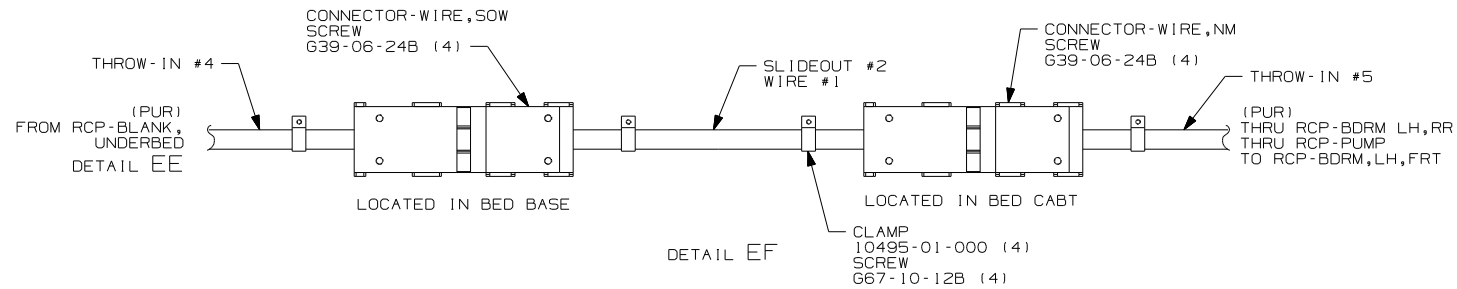 THROW-IN #4
(PUR)
FROM RCP-BLANK,
UNDERBED
DETAIL EE
CONNECTOR-WIRE,SOW
SCREW
G39-06-24B (4)
LOCATED IN BED BASE
SLIDEOUT #2
WIRE #1
DETAIL EF
CLAMP
10495-01-000 (4)
SCREW
G67-10-12B (4)
CONNECTOR-WIRE,NM
SCREW
G39-06-24B (4)
LOCATED IN BED CABT
THROW-IN #5
(PUR)
THRU RCP-BDRM LH,RR
THRU RCP-PUMP
TO RCP-BDRM,LH,FRT